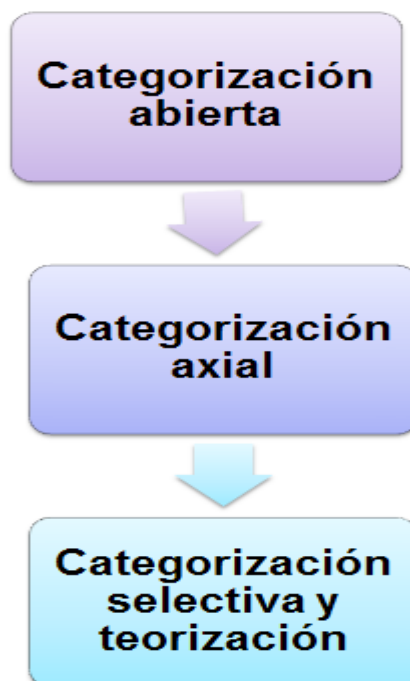 Categorización
abierta
Categorización
axial
Categorización
selectiva y
teorización